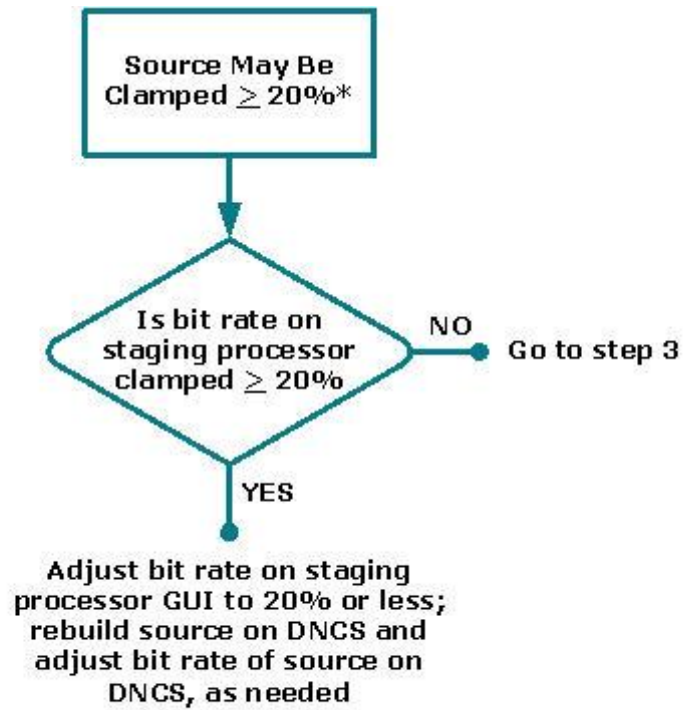 Source May Be
Clamped ≥ 20%*
Is bit rate on
staging processor
clamped ≥ 20%
NO
Go to step 3
YES
Adjust bit rate on staging
processor GUI to 20% or less;
rebuild source on DNCS and
adjust bit rate of source on
DNCS, as needed